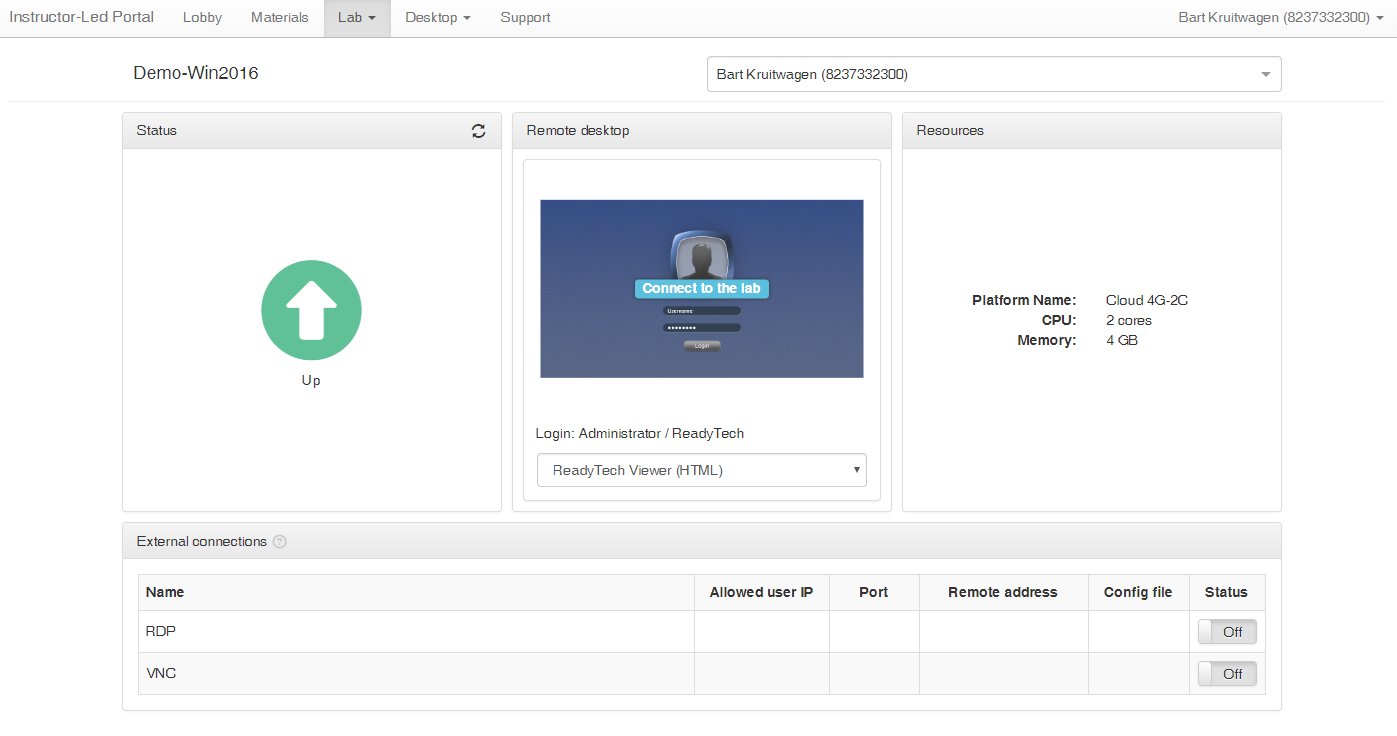 Instructor-Led Portal Lobby Materials Lab Desktop Support Bart Kruitwagen (8237332300)
Demo-Win2016 Bart Kruitwagen (8237332300)
Status Remote desktop Resources
Connect to the lab
Username
Login
Up
Platform Name: Cloud 4G-2C
CPU: 2 cores
Memory: 4 GB
Login: Administrator / ReadyTech
ReadyTech Viewer (HTML)
External connections ?
Name Allowed user IP Port Remote address Config file Status
RDP Off
VNC Off